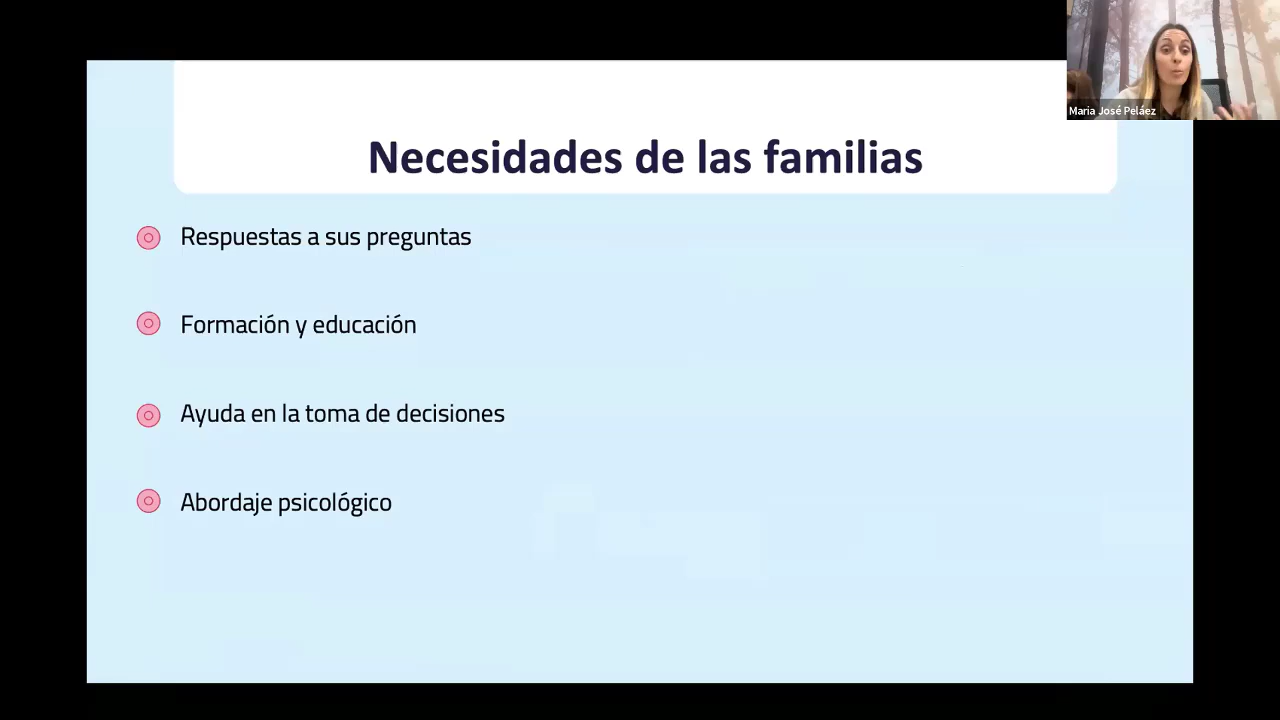 Maria José Peláez
Necesidades de las familias
Respuestas a sus preguntas
Formación y educación
Ayuda en la toma de decisiones
Abordaje psicológico